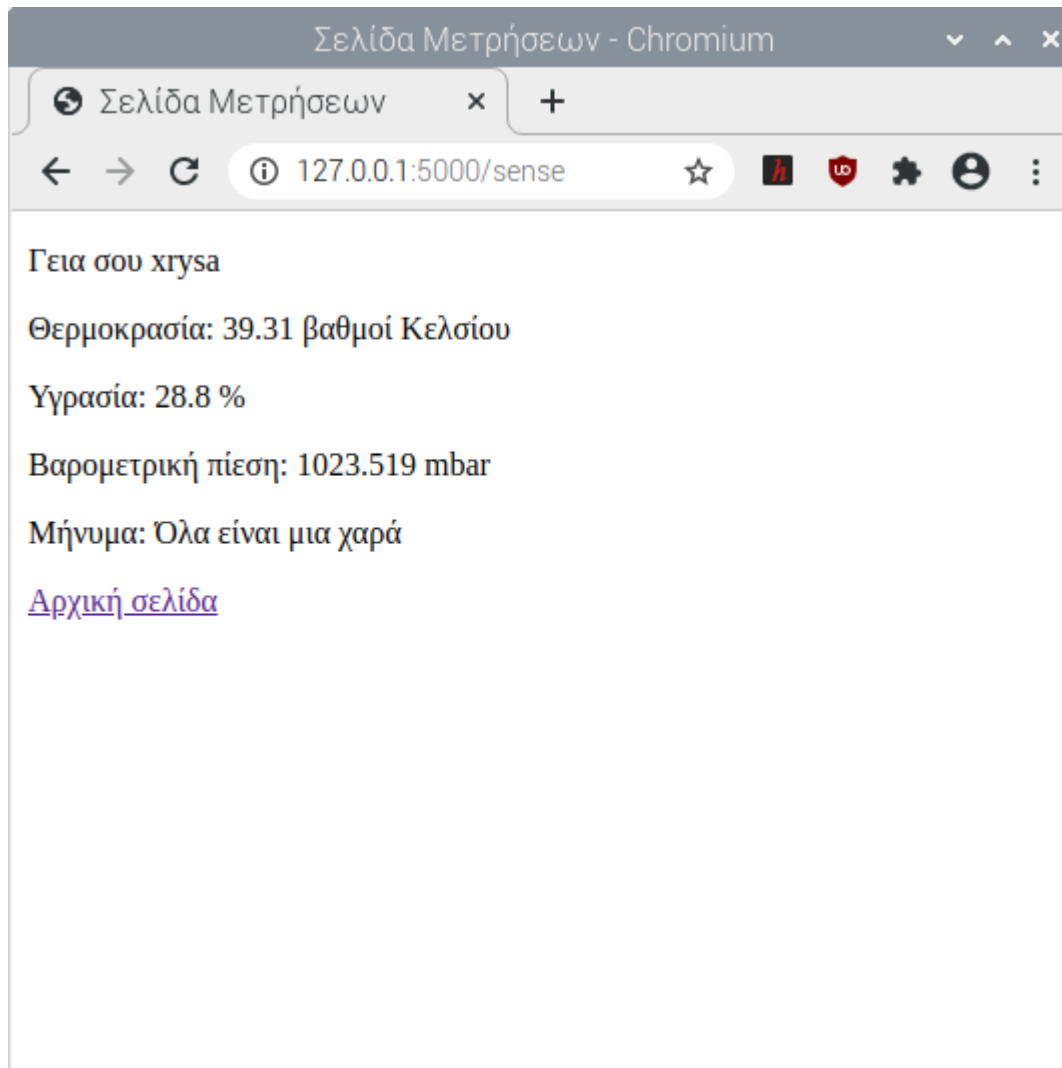 Σελίδα Μετρήσεων - Chromium
Σελίδα Μετρήσεων
127.0.0.1:5000/sense
Γεια σου xrysa
Θερμοκρασία: 39.31 βαθμοί Κελσίου
Υγρασία: 28.8 %
Βαρομετρική πίεση: 1023.519 mbar
Μήνυμα: Όλα είναι μια χαρά
Αρχική σελίδα